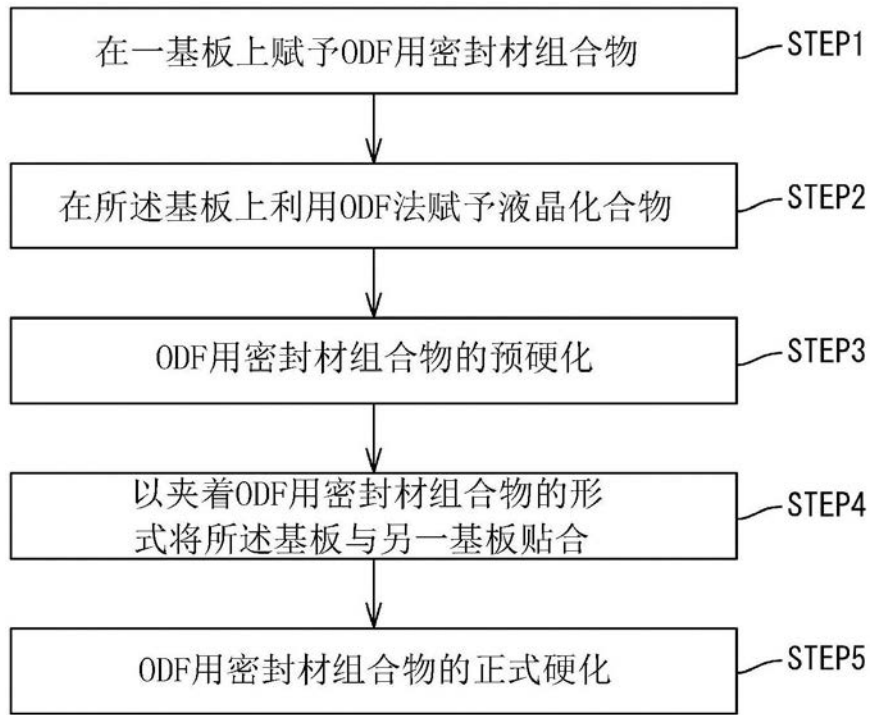 在一基板上赋予ODF用密封材组合物
STEP1
在所述基板上利用ODF法赋予液晶化合物
STEP2
ODF用密封材组合物的预硬化
STEP3
以夹着ODF用密封材组合物的形
式将所述基板与另一基板贴合
STEP4
ODF用密封材组合物的正式硬化
STEP5